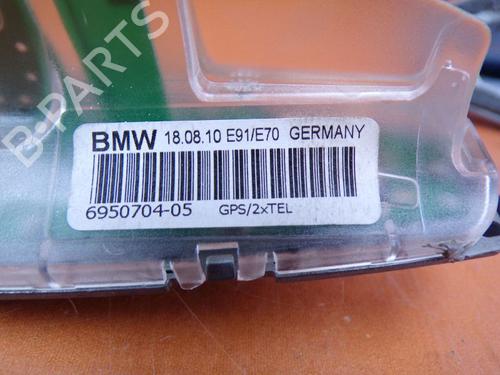 B-PARTS
BMW 18.08.10 E91/E70 GERMANY
6950704-05 GPS/2xTEL